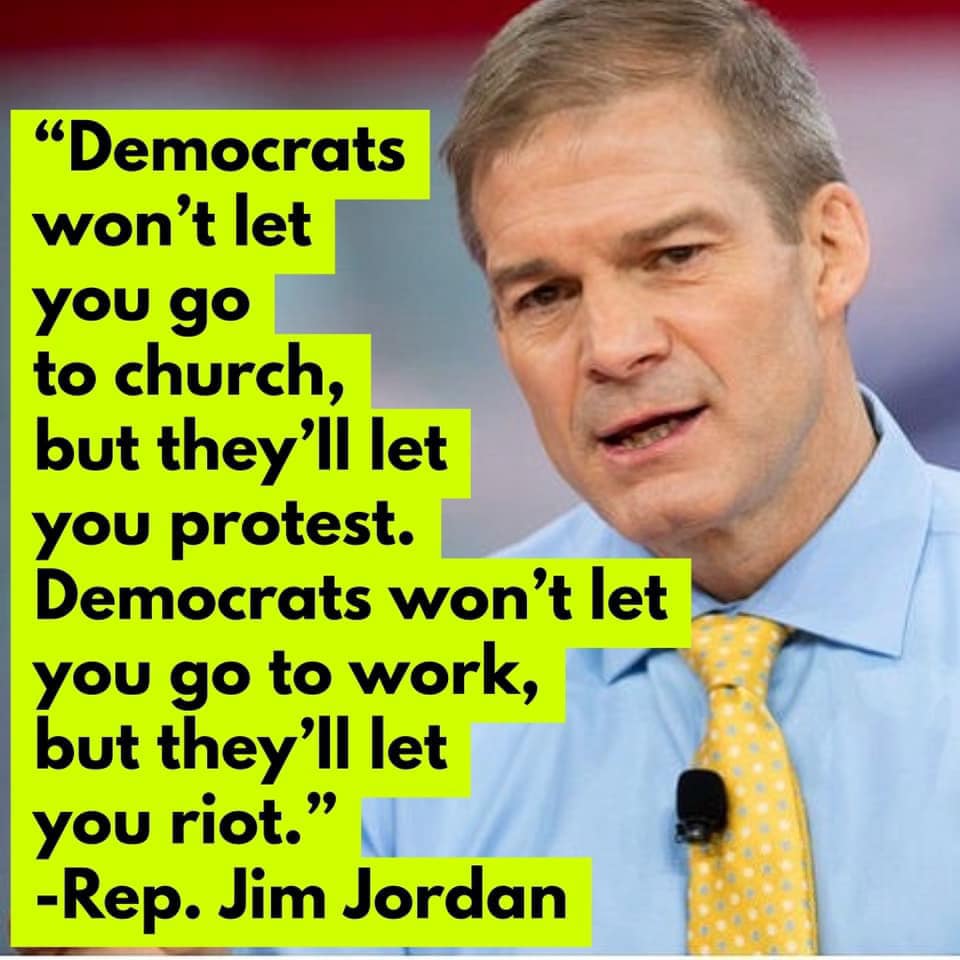 “Democrats
won’t let
you go
to church,
but they’ll let
you protest.
Democrats won’t let
you go to work,
but they’ll let
you riot.”
-Rep. Jim Jordan